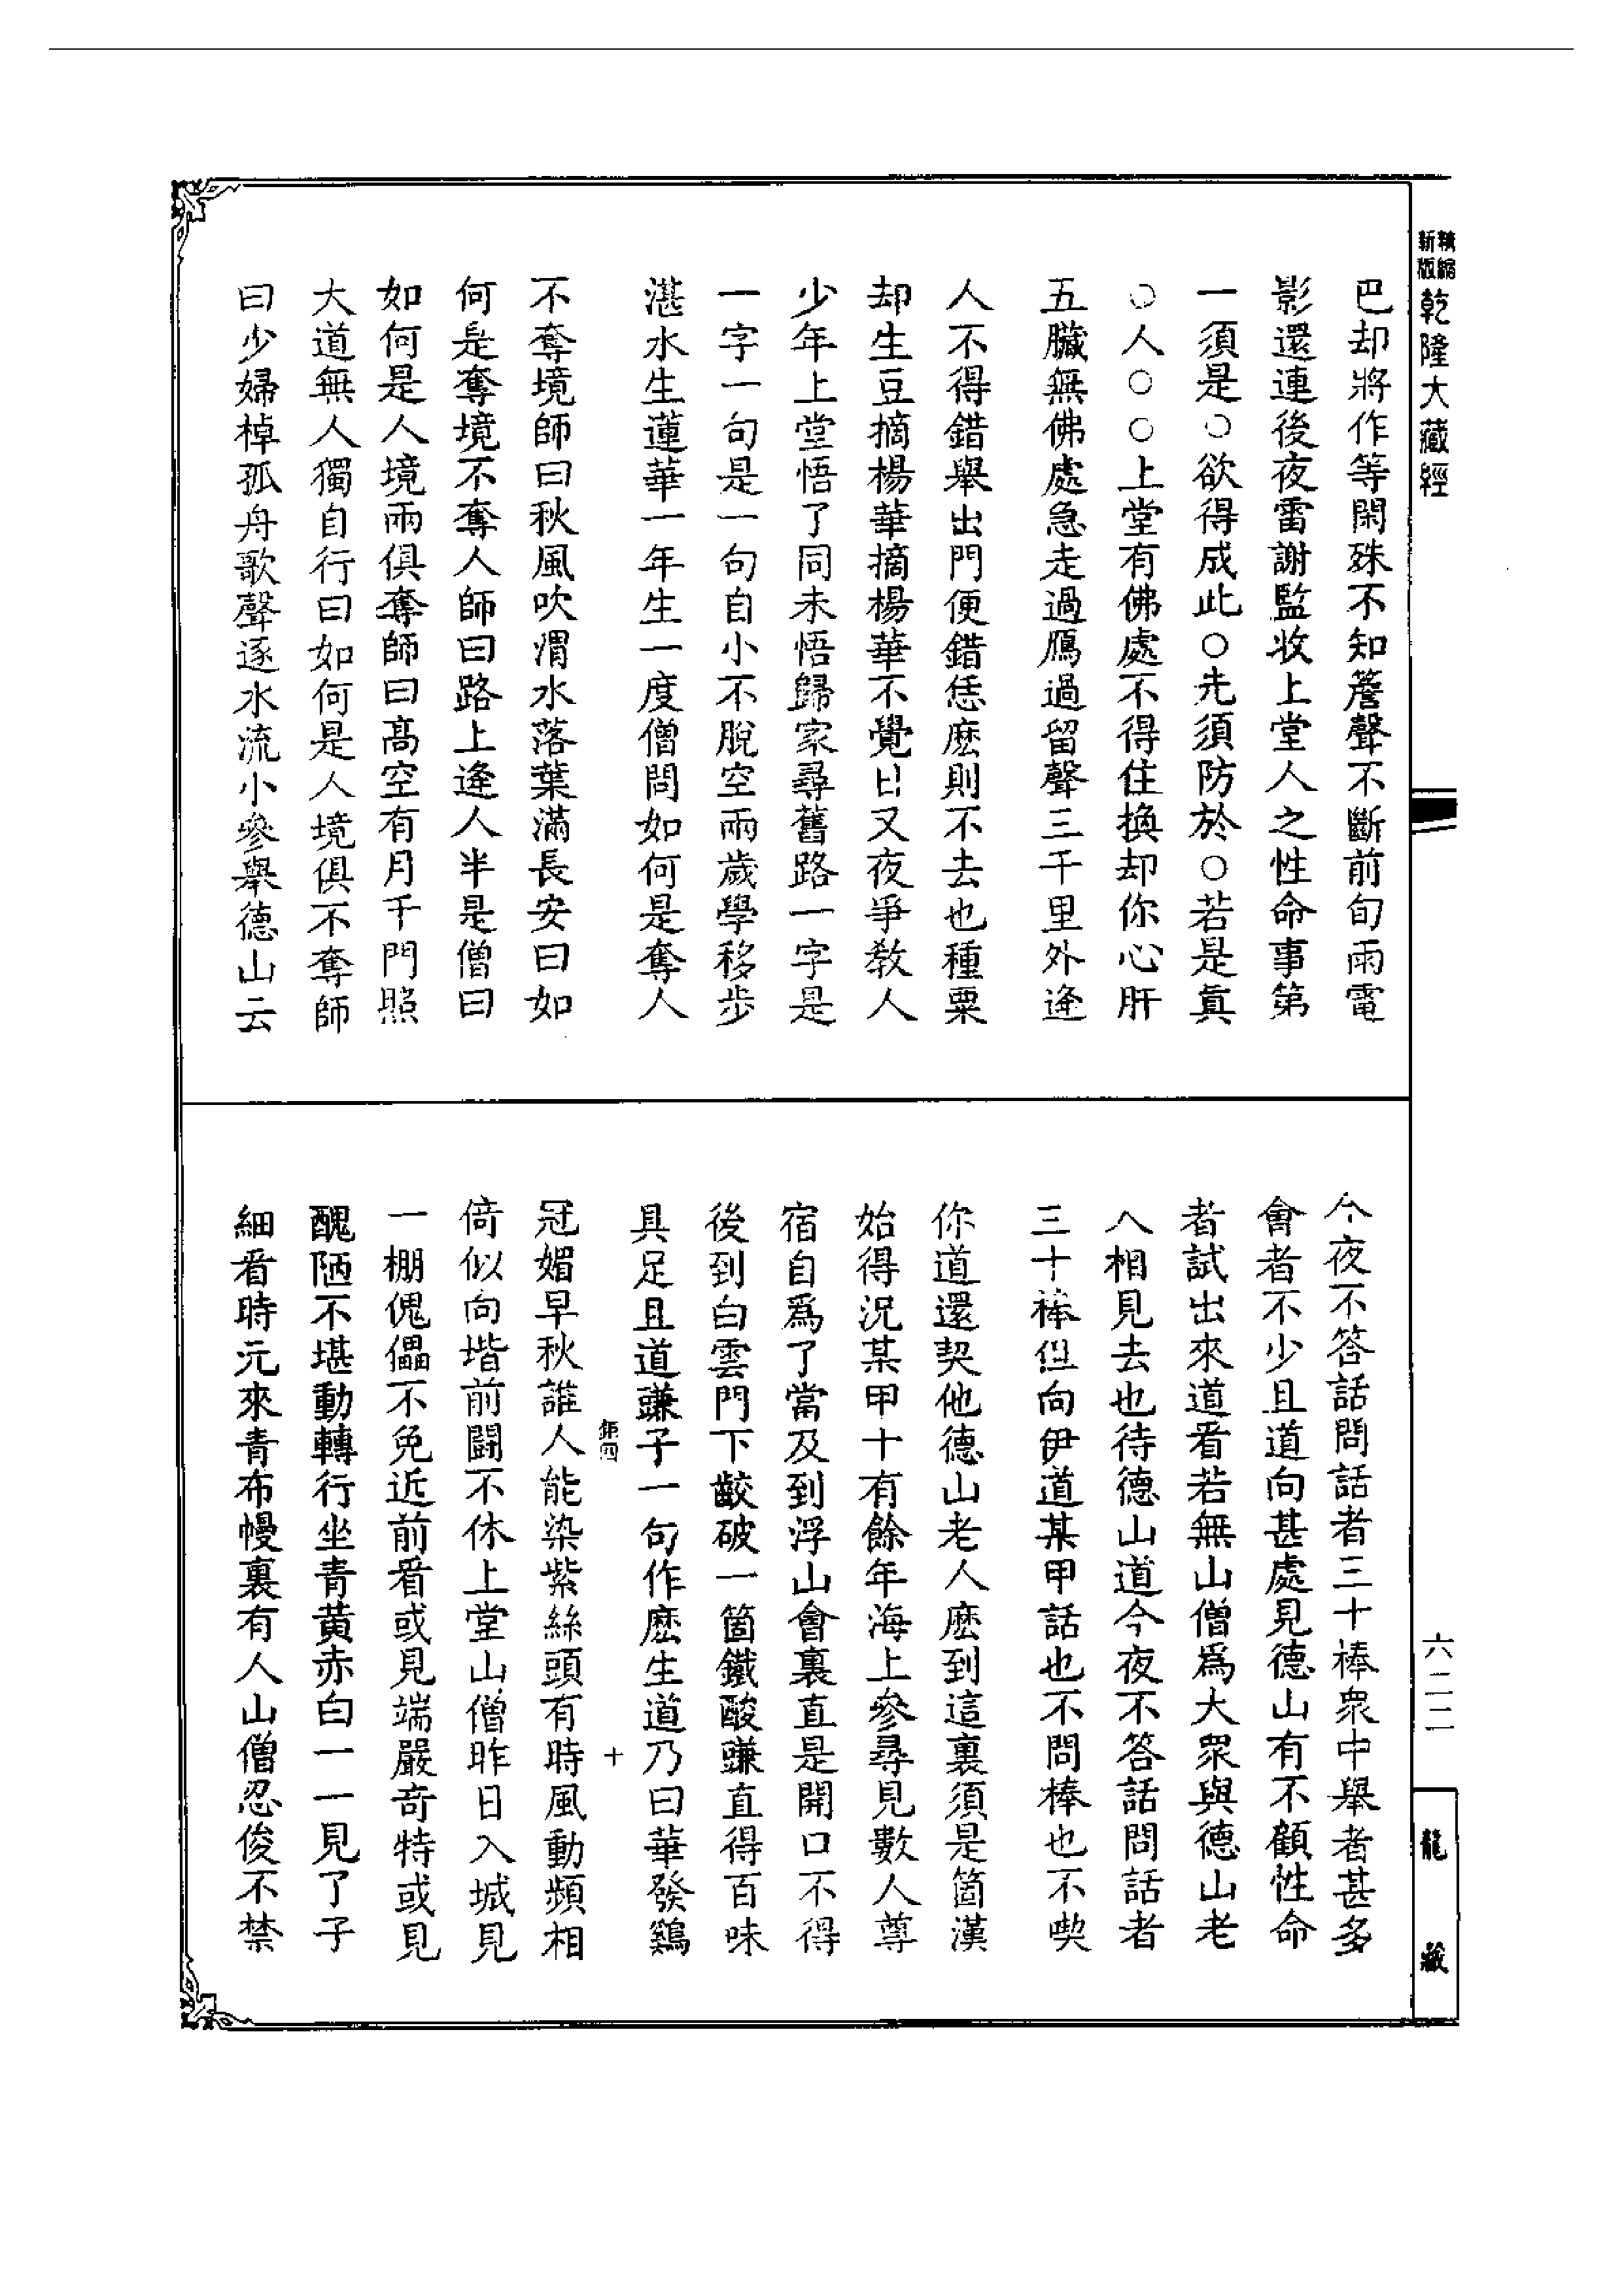 精縮新版乾隆大藏經
巴却將作等閑殊不知簷聲不斷前旬雨電
影還連後夜雷謝監收上堂人之性命事第
一須是○欲得成此○先須防於○若是眞
○人○○上堂有佛處不得住換却你心肝
五臟無佛處急走過鴈過留聲三千里外逢
人不得錯舉出門便錯恁麽則不去也種粟
却生豆摘楊華摘楊華不覺日又夜爭教人
少年上堂悟了同未悟歸家尋舊路一字是
一字一句是一句自小不脫空兩歲學移步
湛水生蓮華一年生一度僧問如何是奪人
不奪境師曰秋風吹渭水落葉滿長安曰如
何是奪境不奪人師曰路上逢人半是僧曰
如何是人境兩俱奪師曰高空有月千門照
大道無人獨自行曰如何是人境俱不奪師
曰少婦棹孤舟歌聲逐水流小參舉德山云
今夜不答話問話者三十棒衆中舉者甚多
會者不少且道向甚處見德山有不顧性命
者試出來道看若無山僧爲大衆與德山老
人相見去也待德山道今夜不答話問話者
三十棒但向伊道某甲話也不問棒也不喫
你道還契他德山老人麽到這裏須是箇漢
始得況某甲十有餘年海上參尋見數人尊
宿自爲了當及到浮山會裏直是開口不得
後到白雲門下齩破一箇鐵酸豏直得百味
具足且道豏子一句作麽生道乃曰華發鷄
第四 十
冠媚早秋誰人能染紫絲頭有時風動頻相
倚似向堦前鬬不休上堂山僧昨日入城見
一棚傀儡不免近前看或見端嚴奇特或見
醜陋不堪動轉行坐青黃赤白一一見了子
細看時元來青布幔裏有人山僧忍俊不禁
六二二
龍藏